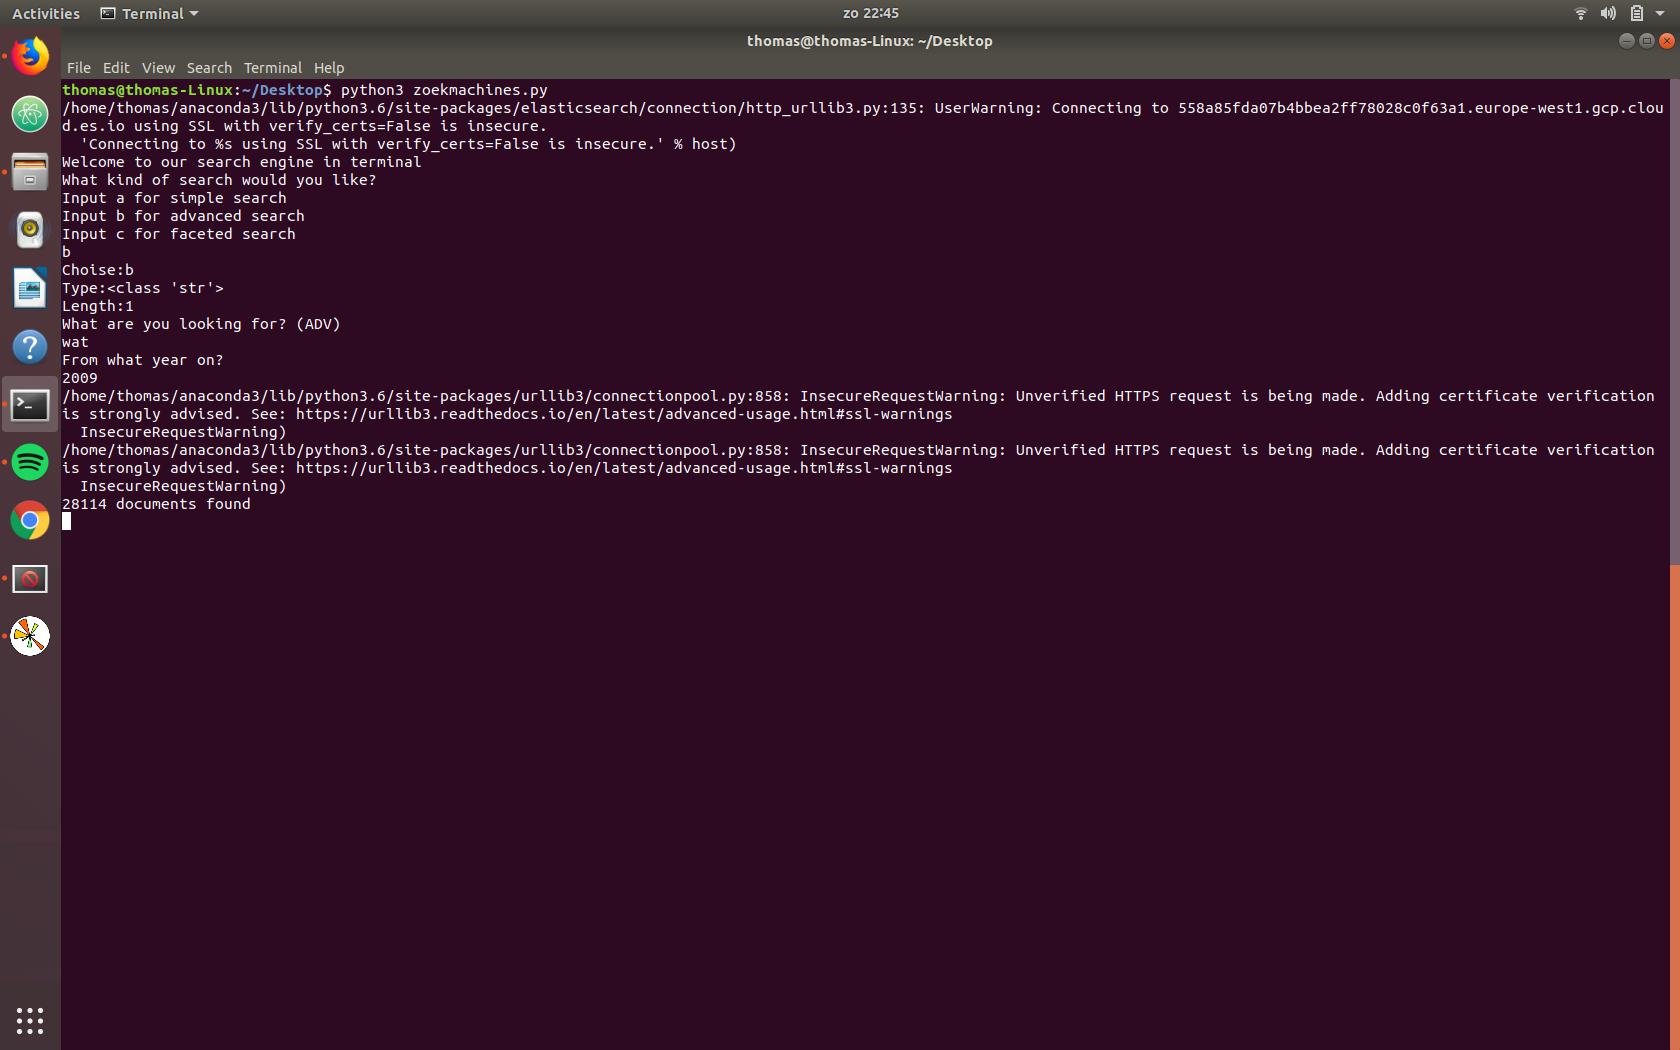 Activities Terminal zo 22:45
thomas@thomas-Linux: ~/Desktop
File Edit View Search Terminal Help
thomas@thomas-Linux:~/Desktop$ python3 zoekmachines.py
/home/thomas/anaconda3/lib/python3.6/site-packages/elasticsearch/connection/http_urllib3.py:135: UserWarning: Connecting to 558a85fda07b4bbea2ff78028c0f63a1.europe-west1.gcp.clou
d.es.io using SSL with verify_certs=False is insecure.
  'Connecting to %s using SSL with verify_certs=False is insecure.' % host)
Welcome to our search engine in terminal
What kind of search would you like?
Input a for simple search
Input b for advanced search
Input c for faceted search
b
Choise:b
Type:<class 'str'>
Length:1
What are you looking for? (ADV)
wat
From what year on?
2009
/home/thomas/anaconda3/lib/python3.6/site-packages/urllib3/connectionpool.py:858: InsecureRequestWarning: Unverified HTTPS request is being made. Adding certificate verification
is strongly advised. See: https://urllib3.readthedocs.io/en/latest/advanced-usage.html#ssl-warnings
  InsecureRequestWarning)
/home/thomas/anaconda3/lib/python3.6/site-packages/urllib3/connectionpool.py:858: InsecureRequestWarning: Unverified HTTPS request is being made. Adding certificate verification
is strongly advised. See: https://urllib3.readthedocs.io/en/latest/advanced-usage.html#ssl-warnings
  InsecureRequestWarning)
28114 documents found